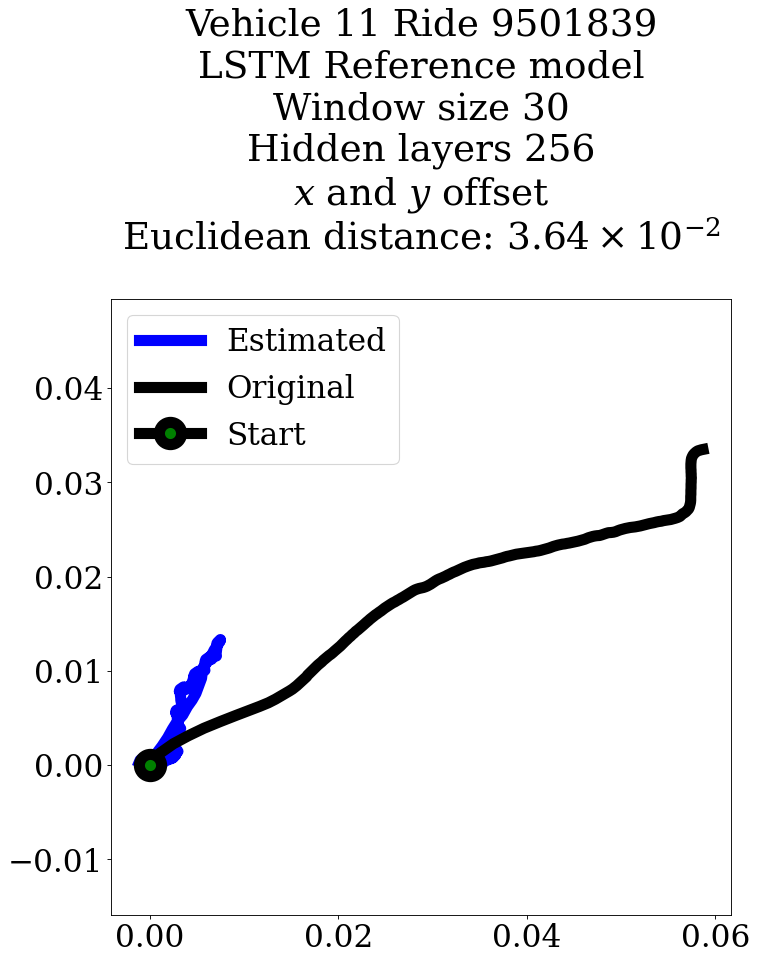 Vehicle 11 Ride 9501839
LSTM Reference model
Window size 30
Hidden layers 256
x and y offset
Euclidean distance: 3.64 × 10⁻²
Estimated
Original
Start
0.04
0.03
0.02
0.01
0.00
−0.01
0.00 0.02 0.04 0.06